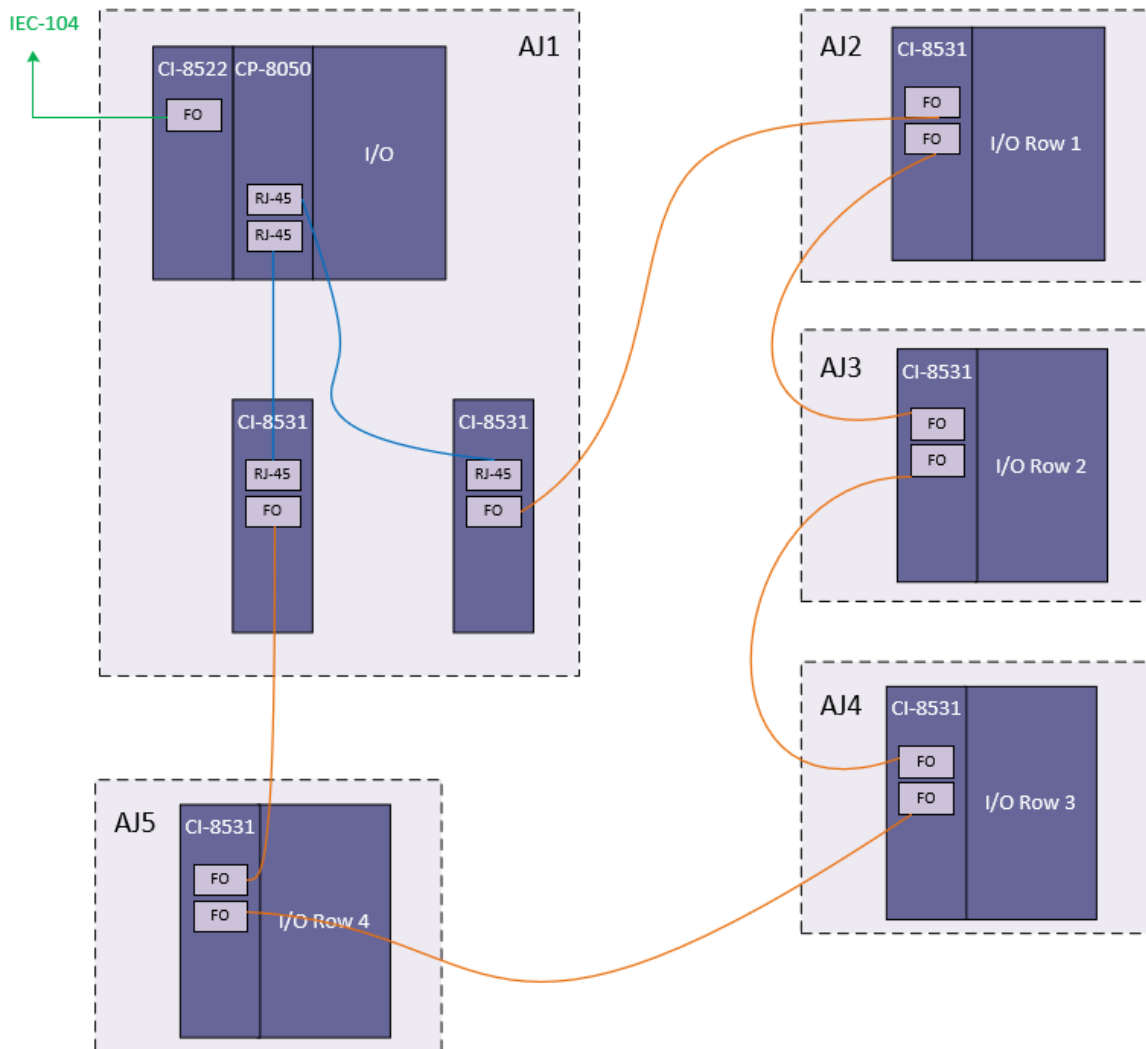 IEC-104
AJ1
CI-8522
CP-8050
I/O
FO
RJ-45
RJ-45
CI-8531
RJ-45
FO
CI-8531
RJ-45
FO
AJ2
CI-8531
FO
FO
I/O Row 1
AJ3
CI-8531
FO
FO
I/O Row 2
AJ4
CI-8531
FO
FO
I/O Row 3
AJ5
CI-8531
FO
FO
I/O Row 4